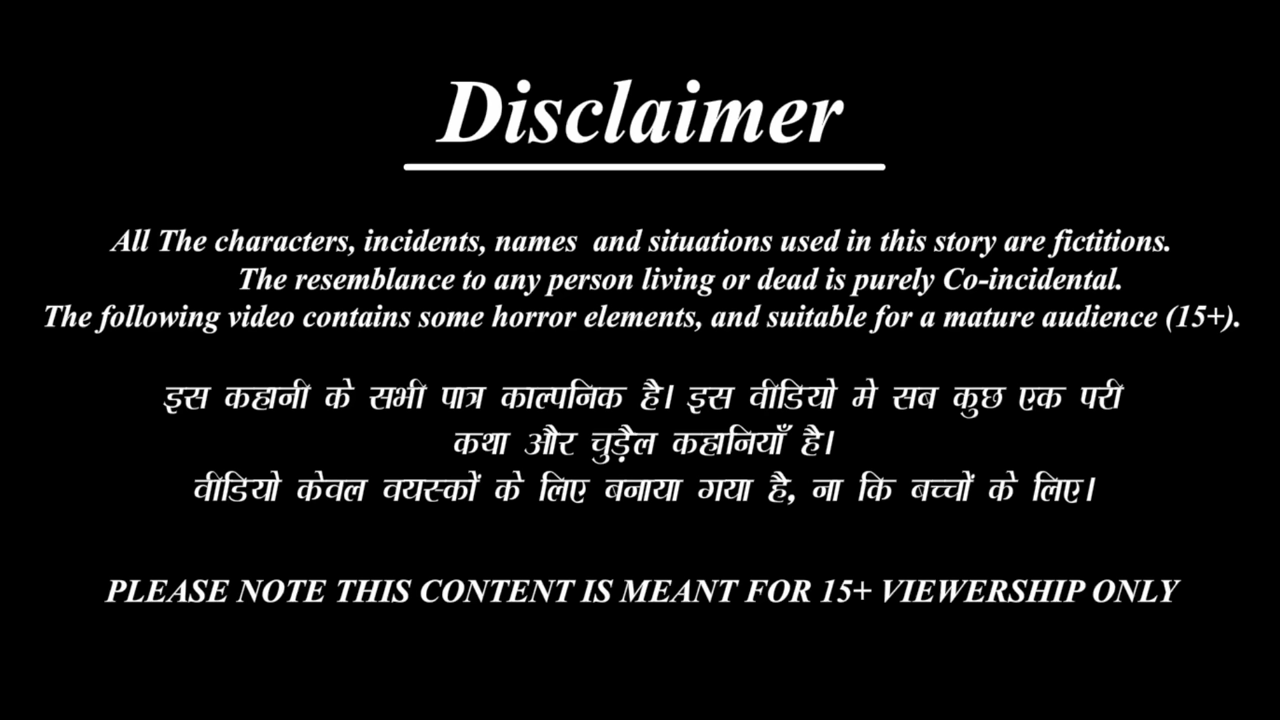 Disclaimer
All The characters, incidents, names and situations used in this story are fictitions.
The resemblance to any person living or dead is purely Co-incidental.
The following video contains some horror elements, and suitable for a mature audience (15+).
इस कहानी के सभी पात्र काल्पनिक है। इस वीडियो मे सब कुछ एक परी
कथा और चुड़ैल कहानियाँ है।
वीडियो केवल वयस्कों के लिए बनाया गया है, ना कि बच्चों के लिए।
PLEASE NOTE THIS CONTENT IS MEANT FOR 15+ VIEWERSHIP ONLY